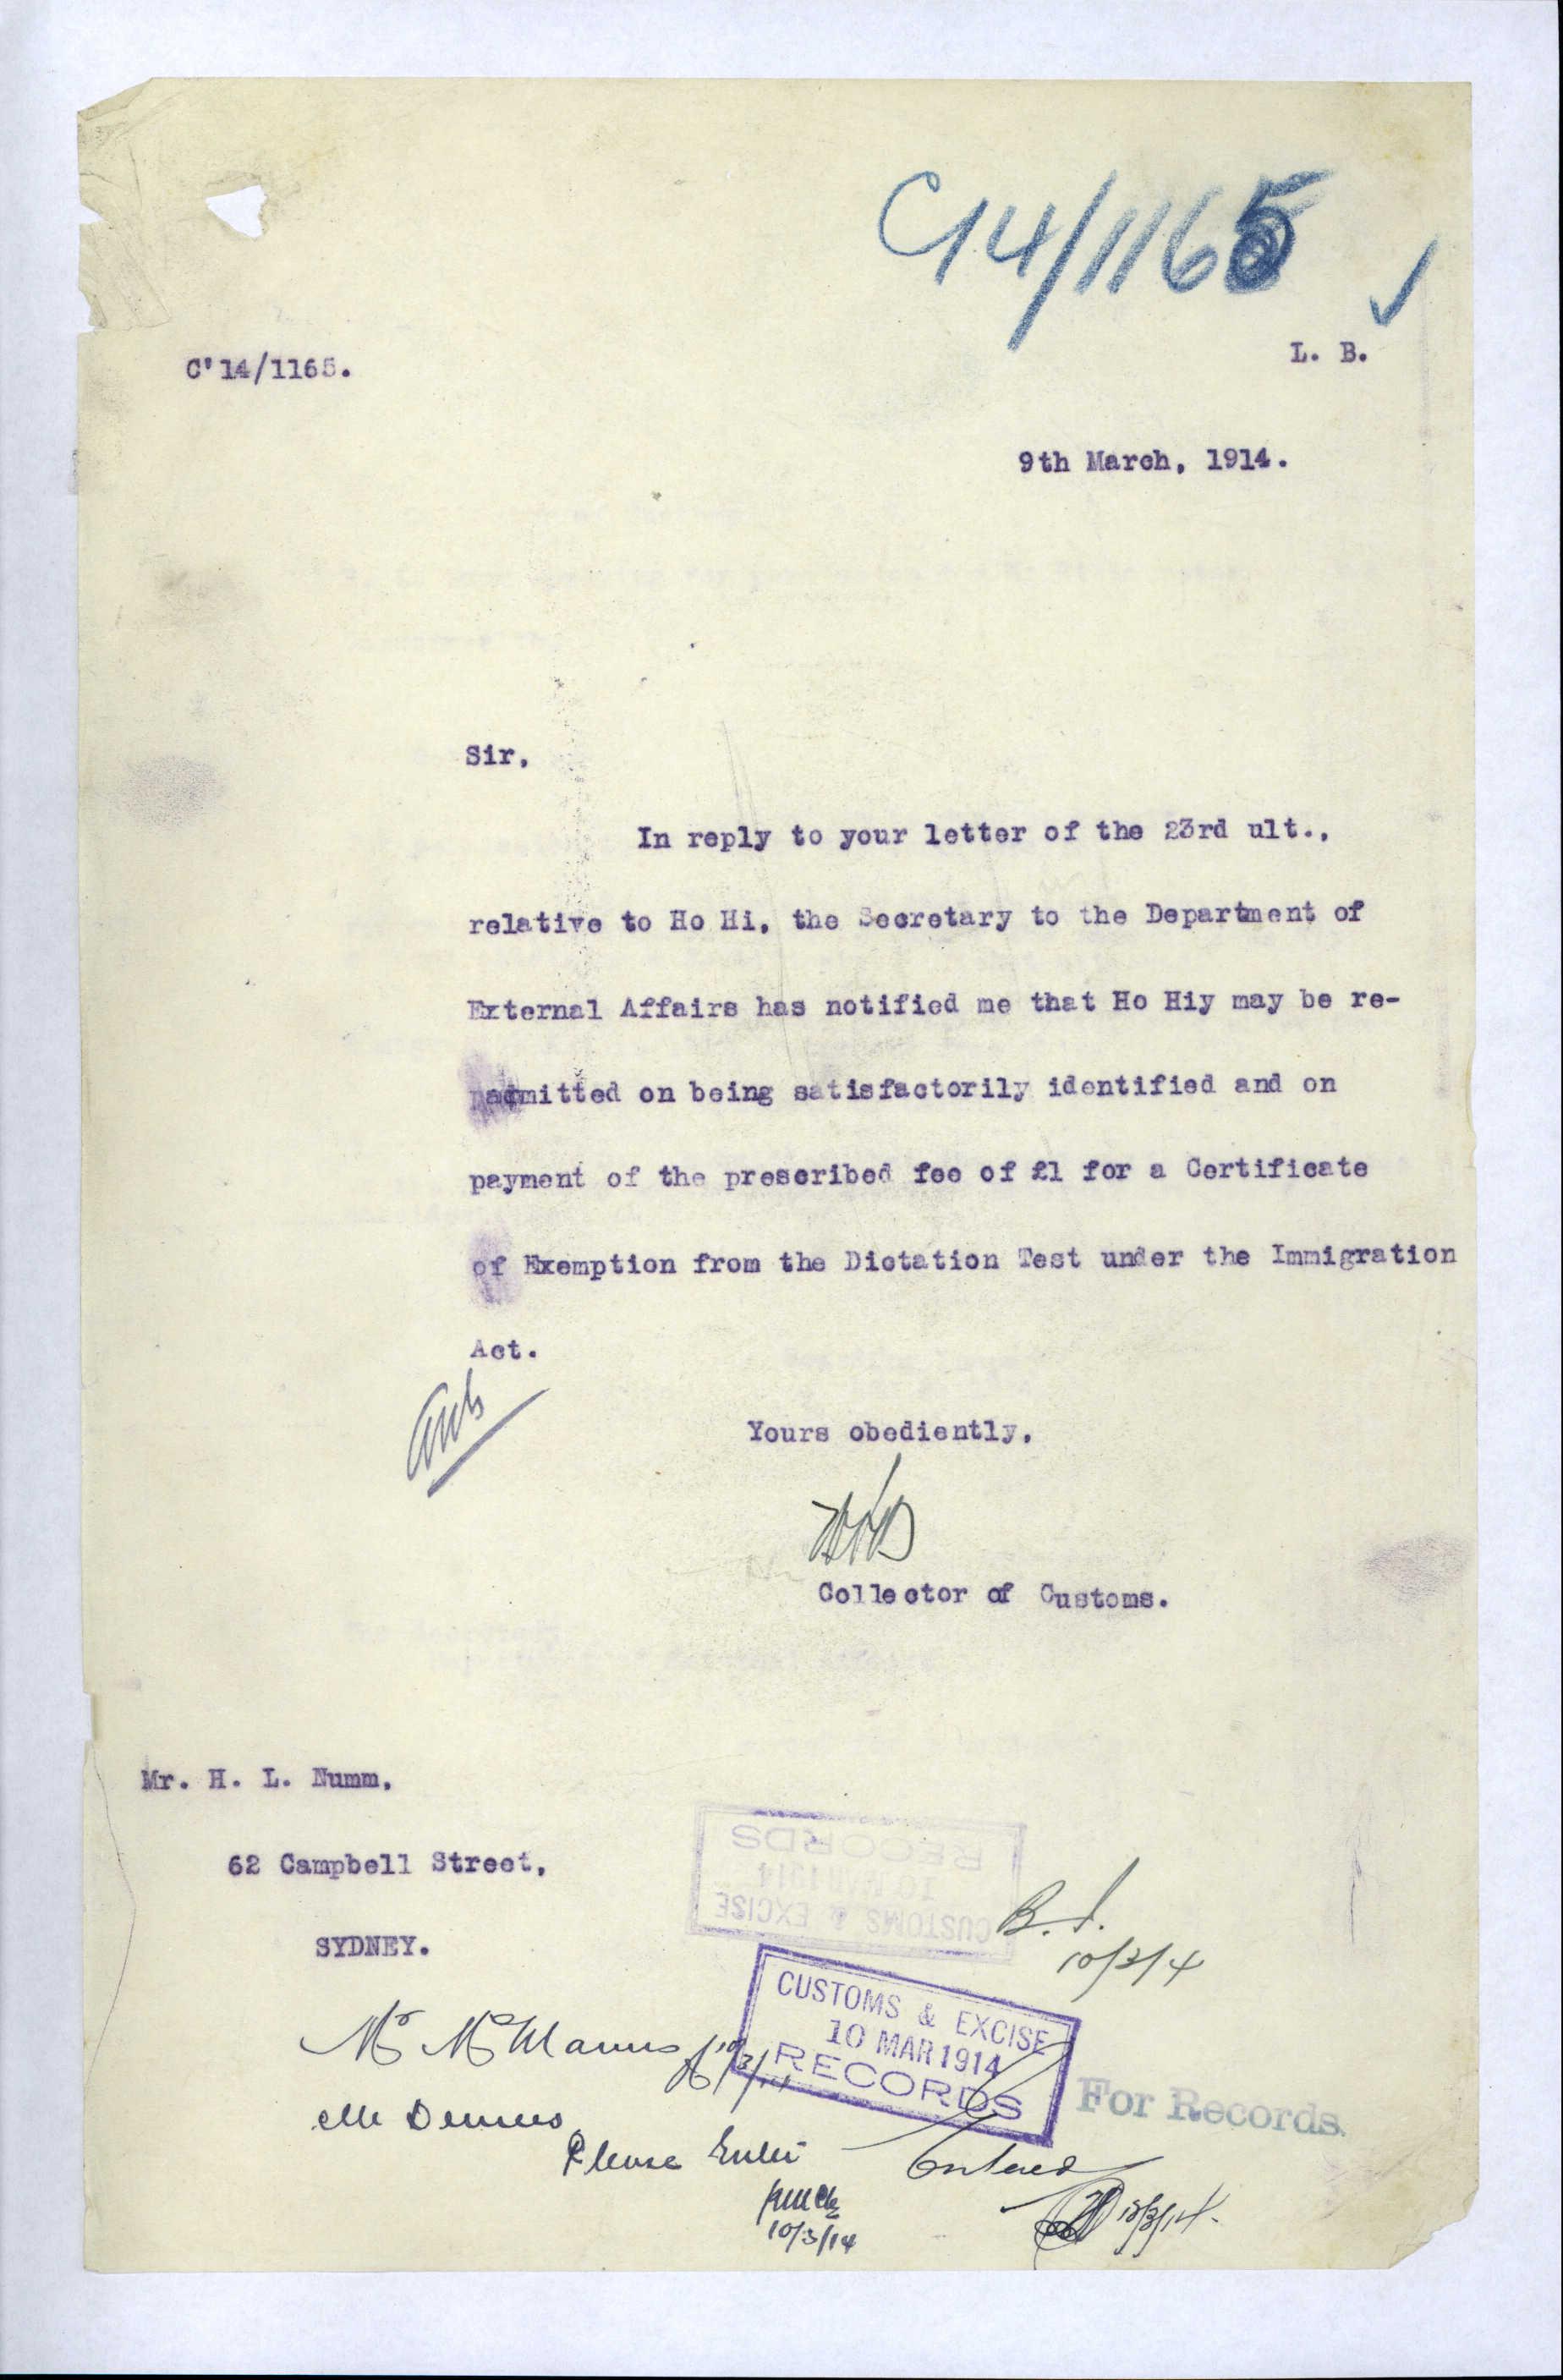 C14/1165
C'14/1165.
L. B.
9th March, 1914.
Sir,
In reply to your letter of the 23rd ult.,
relative to Ho Hi, the Secretary to the Department of
External Affairs has notified me that Ho Hiy may be re-
admitted on being satisfactorily identified and on
payment of the prescribed fee of £1 for a Certificate
of Exemption from the Dictation Test under the Immigration
Act.
Yours obediently,
Collector of Customs.
Mr. H. L. Numm,
62 Campbell Street,
SYDNEY.
RECORDS
10 MAR 1914
CUSTOMS & EXCISE
10/3/14
CUSTOMS & EXCISE
10 MAR 1914
RECORDS
Mr McManus
For Records.
Please Enter
Entered
10/3/14